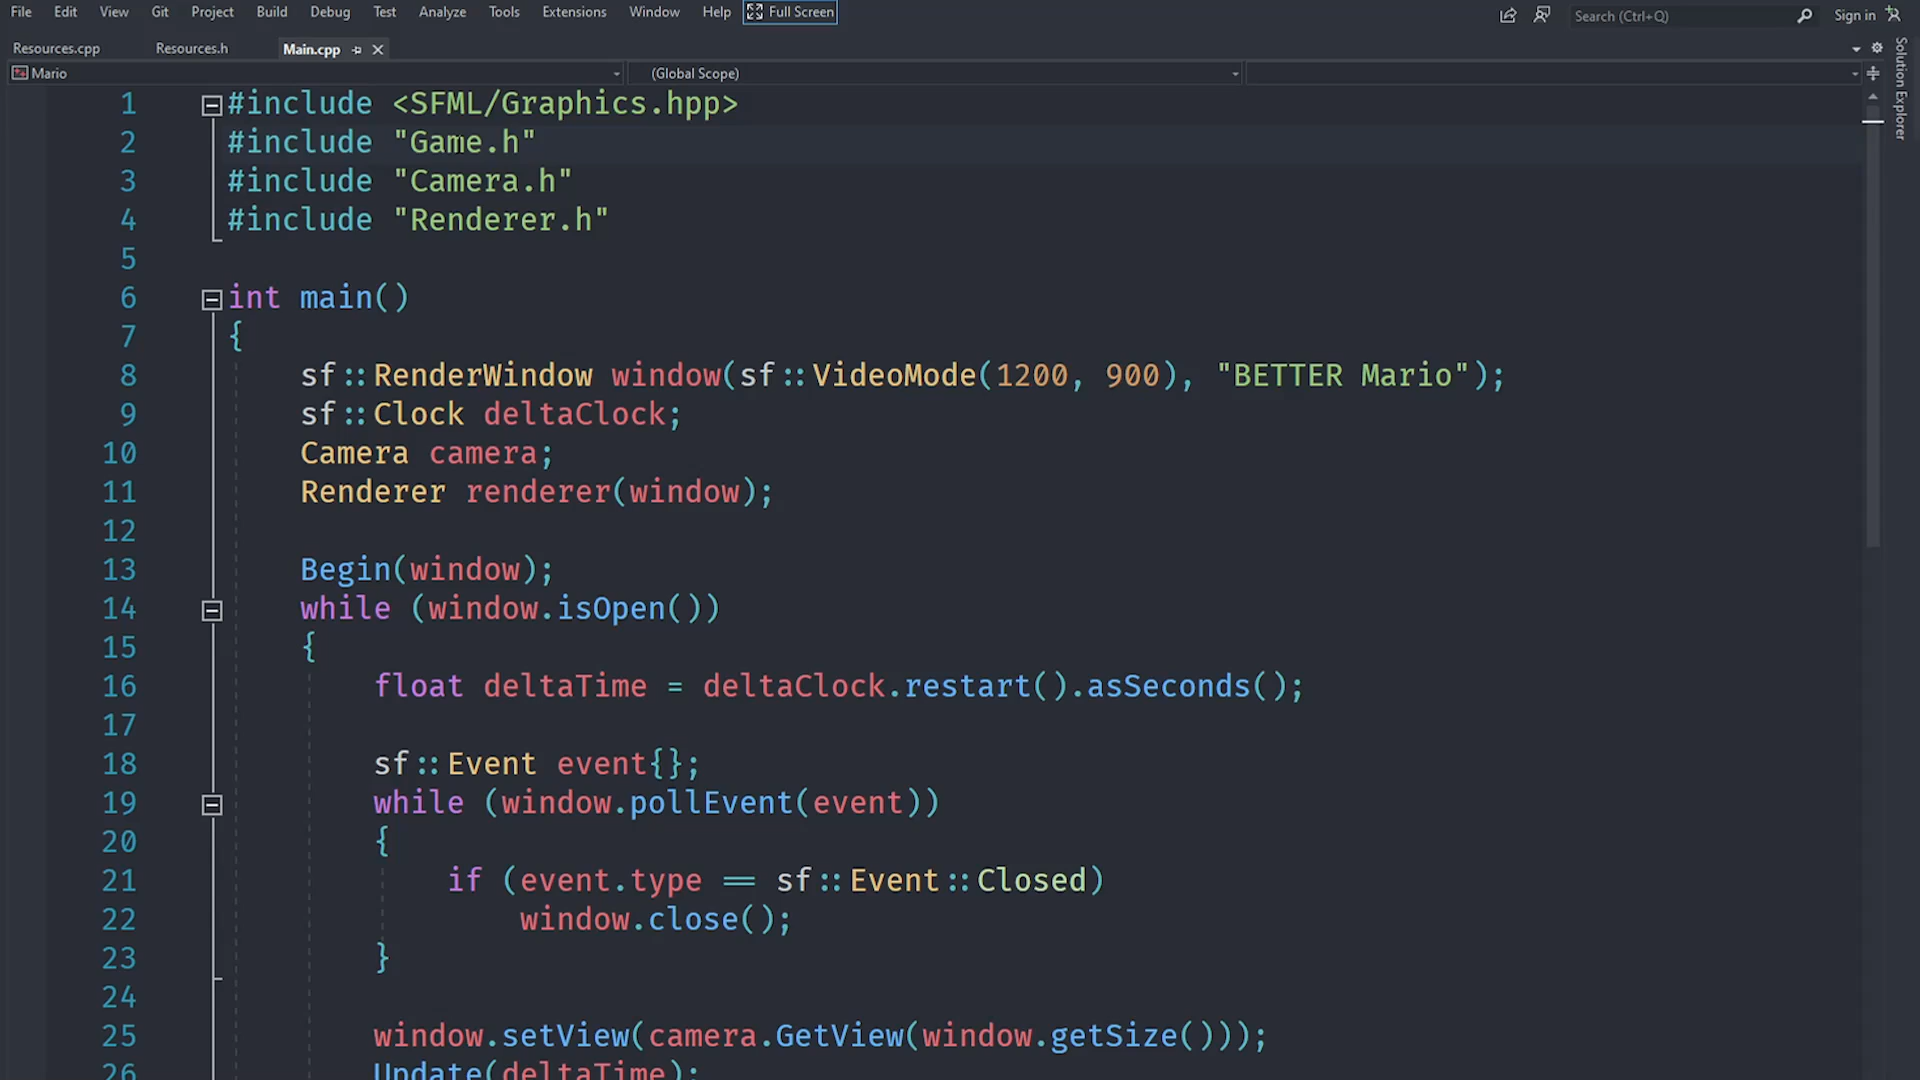 File Edit View Git Project Build Debug Test Analyze Tools Extensions Window Help Full Screen Search (Ctrl+Q) Sign in
Resources.cpp Resources.h Main.cpp
Mario (Global Scope)
Solution Explorer
1 #include <SFML/Graphics.hpp>
2 #include "Game.h"
3 #include "Camera.h"
4 #include "Renderer.h"
5
6 int main()
7 {
8 sf::RenderWindow window(sf::VideoMode(1200, 900), "BETTER Mario");
9 sf::Clock deltaClock;
10 Camera camera;
11 Renderer renderer(window);
12
13 Begin(window);
14 while (window.isOpen())
15 {
16 float deltaTime = deltaClock.restart().asSeconds();
17
18 sf::Event event{};
19 while (window.pollEvent(event))
20 {
21 if (event.type == sf::Event::Closed)
22 window.close();
23 }
24
25 window.setView(camera.GetView(window.getSize()));
26 Update(deltaTime);